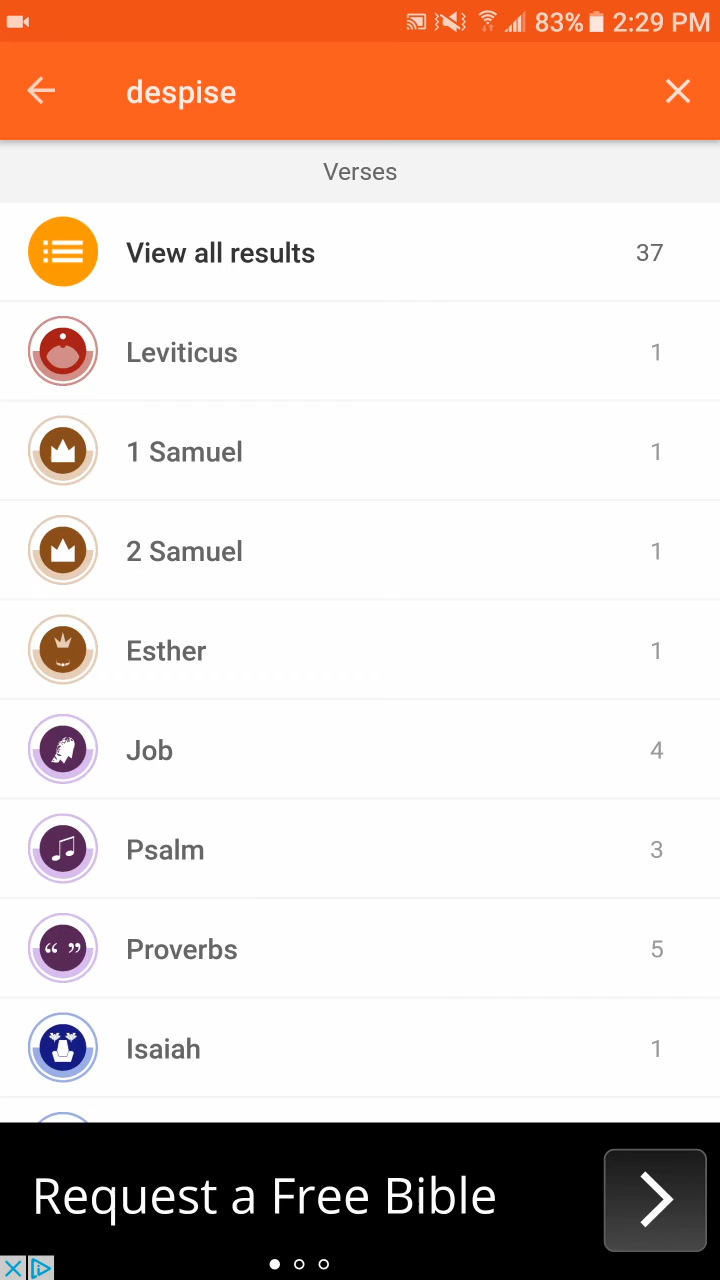 83% 2:29 PM
despise
Verses
View all results 37
Leviticus 1
1 Samuel 1
2 Samuel 1
Esther 1
Job 4
Psalm 3
Proverbs 5
Isaiah 1
Request a Free Bible